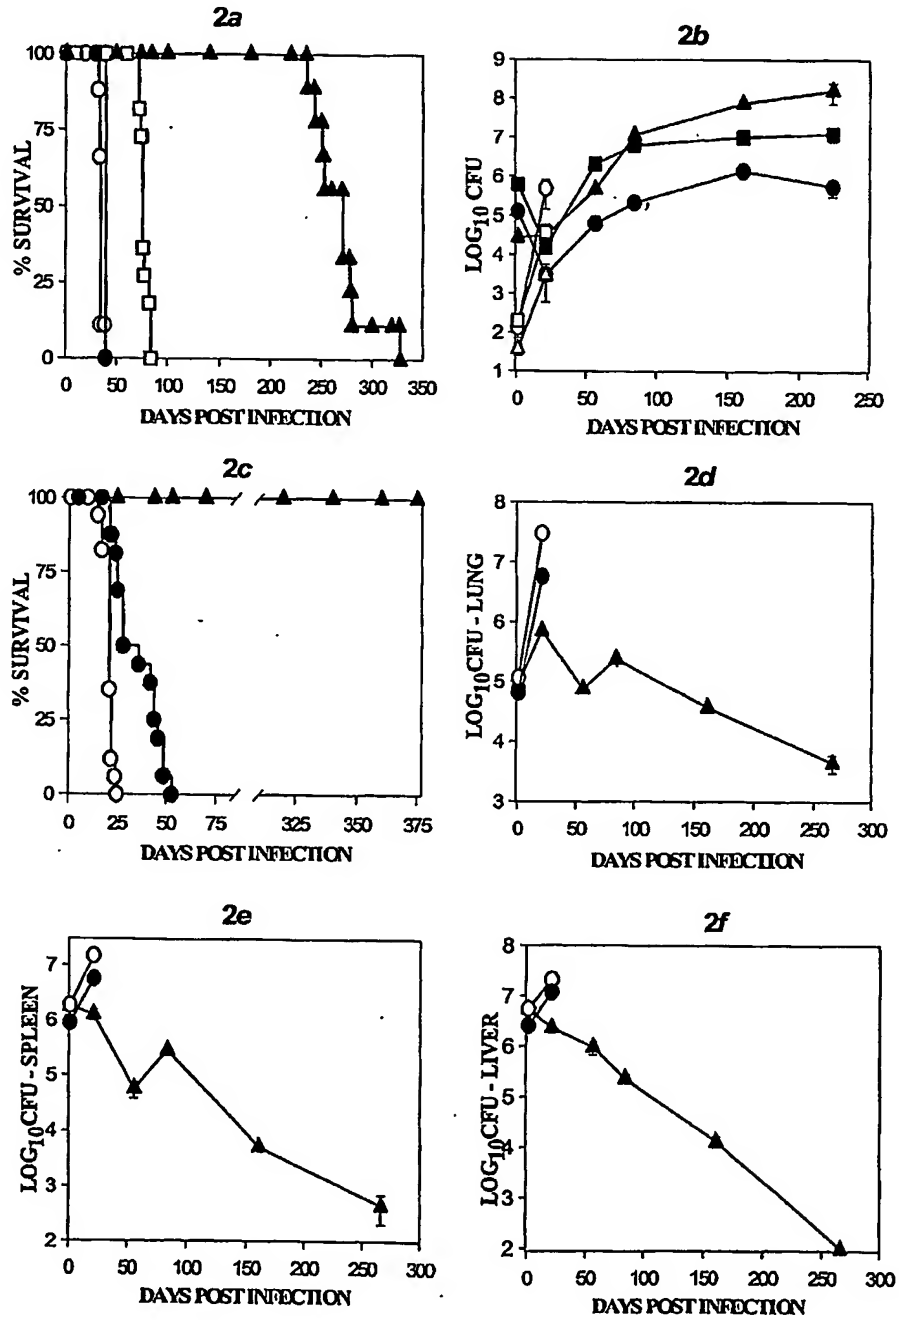 2a
% SURVIVAL
100
75
50
25
0
0 50 100 150 200 250 300 350
DAYS POST INFECTION
2b
LOG10 CFU
9
8
7
6
5
4
3
2
1
0 50 100 150 200 250
DAYS POST INFECTION
2c
% SURVIVAL
100
75
50
25
0
0 25 50 75 325 350 375
DAYS POST INFECTION
2d
LOG10CFU - LUNG
8
7
6
5
4
3
0 50 100 150 200 250 300
DAYS POST INFECTION
2e
LOG10CFU - SPLEEN
7
6
5
4
3
2
0 50 100 150 200 250 300
DAYS POST INFECTION
2f
LOG10CFU - LIVER
8
7
6
5
4
3
2
0 50 100 150 200 250 300
DAYS POST INFECTION